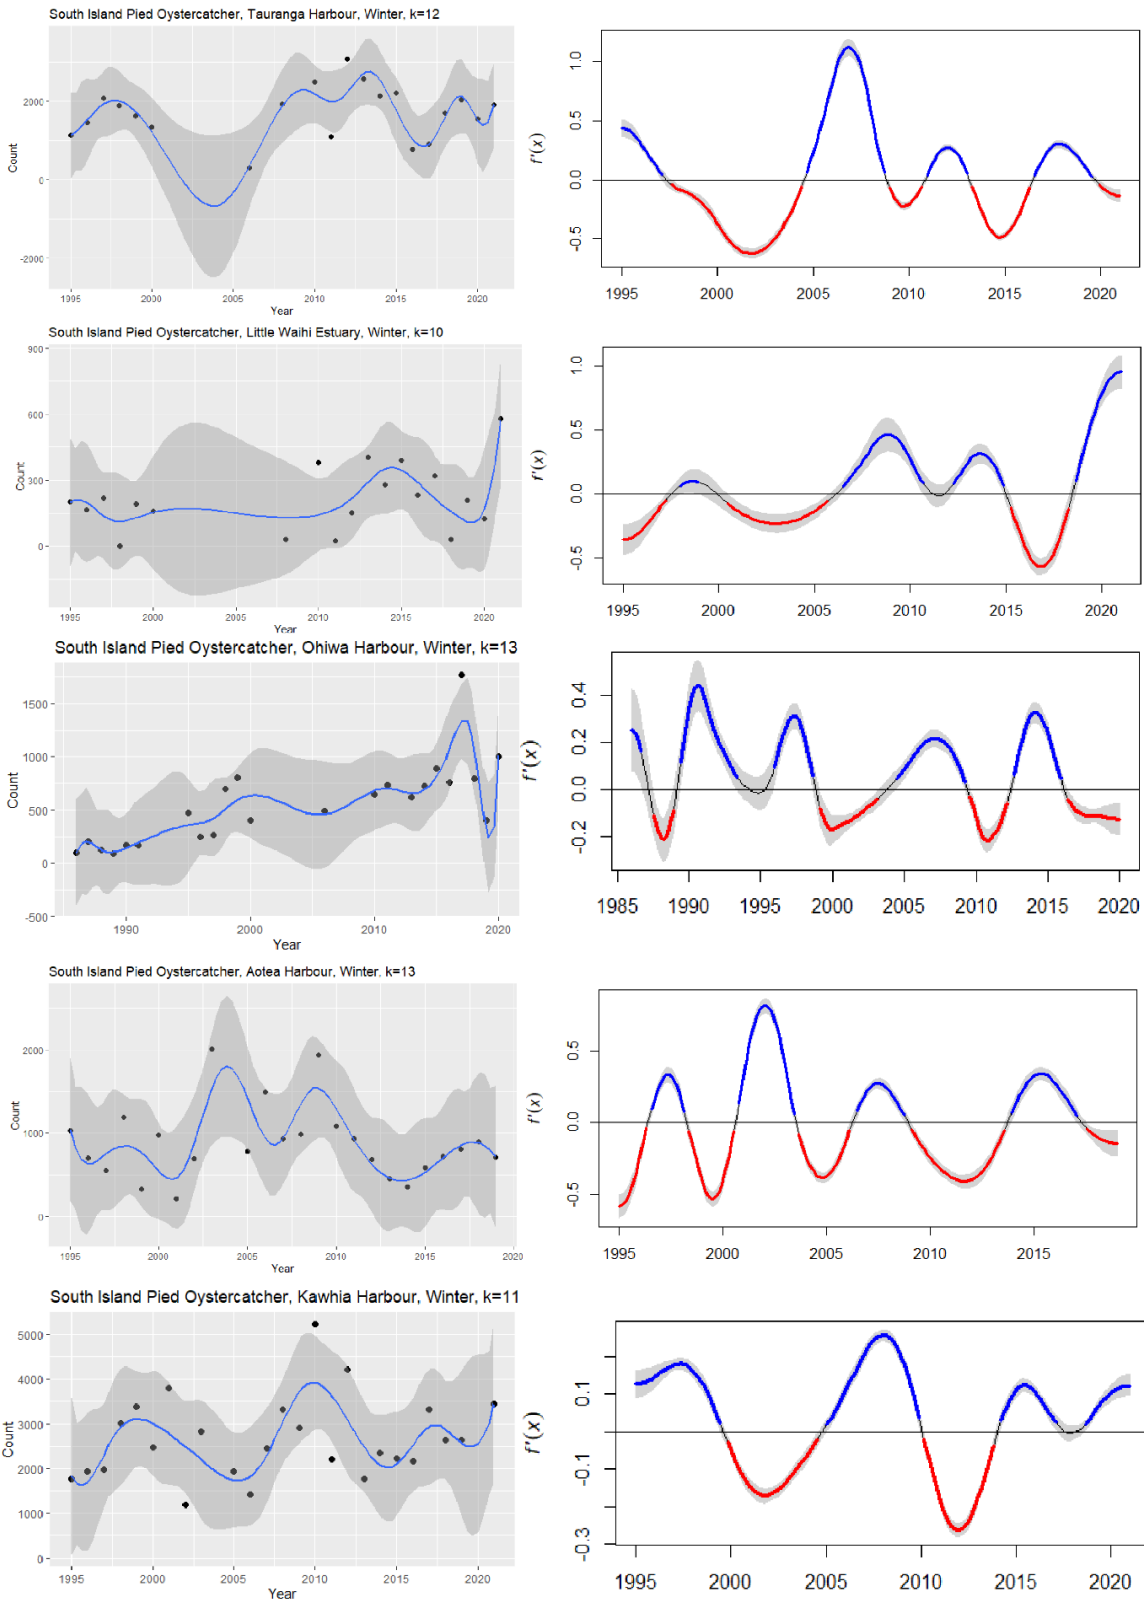 South Island Pied Oystercatcher, Tauranga Harbour, Winter, k=12
2000
0
-2000
Count
1995 2000 2005 2010 2015 2020
Year
1.0
0.5
0.0
-0.5
f'(x)
1995 2000 2005 2010 2015 2020
South Island Pied Oystercatcher, Little Waihi Estuary, Winter, k=10
900
600
300
0
Count
1995 2000 2005 2010 2015 2020
Year
1.0
0.5
0.0
-0.5
f'(x)
1995 2000 2005 2010 2015 2020
South Island Pied Oystercatcher, Ohiwa Harbour, Winter, k=13
1500
1000
500
0
-500
Count
1990 2000 2010 2020
Year
0.4
0.2
0.0
-0.2
f'(x)
1985 1990 1995 2000 2005 2010 2015 2020
South Island Pied Oystercatcher, Aotea Harbour, Winter, k=13
2000
1000
0
Count
1995 2000 2005 2010 2015 2020
Year
0.5
0.0
-0.5
f'(x)
1995 2000 2005 2010 2015
South Island Pied Oystercatcher, Kawhia Harbour, Winter, k=11
5000
4000
3000
2000
1000
0
Count
1995 2000 2005 2010 2015 2020
Year
0.1
-0.1
-0.3
f'(x)
1995 2000 2005 2010 2015 2020